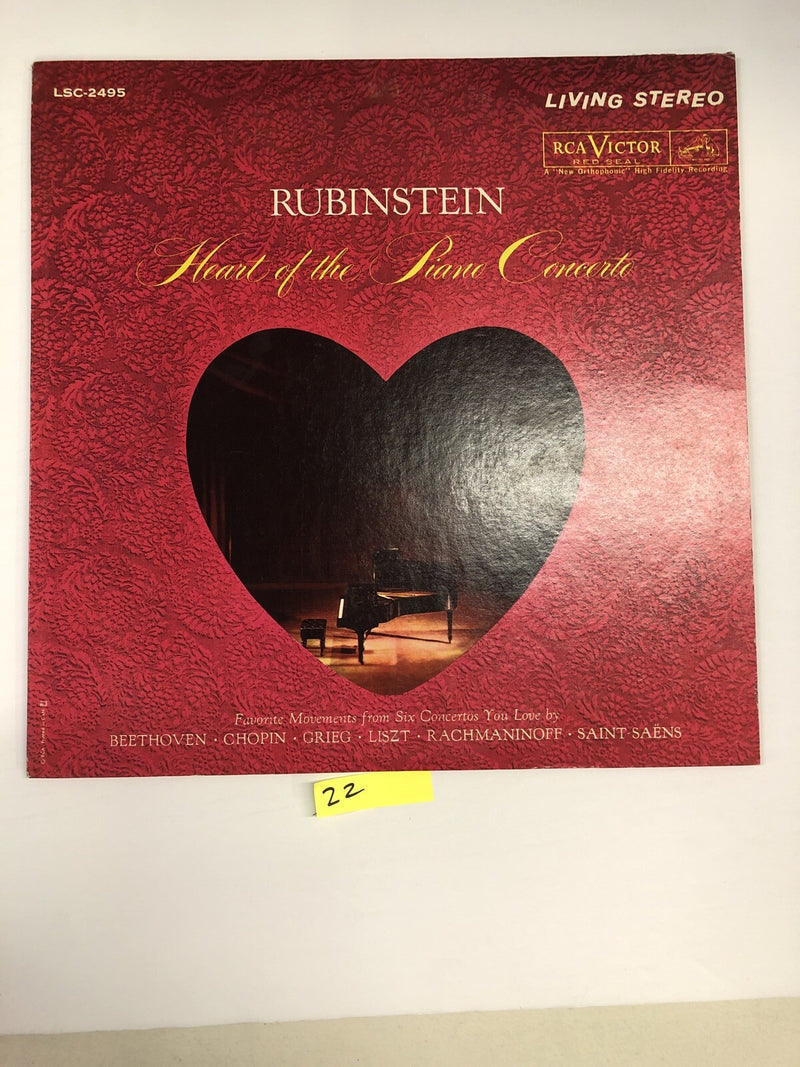 LSC-2495
LIVING STEREO
RCA VICTOR
RED SEAL
A "New Orthophonic" High Fidelity Recording
RUBINSTEIN
Heart of the Piano Concerto
Favorite Movements from Six Concertos You Love by
BEETHOVEN · CHOPIN · GRIEG · LISZT · RACHMANINOFF · SAINT-SAËNS
22